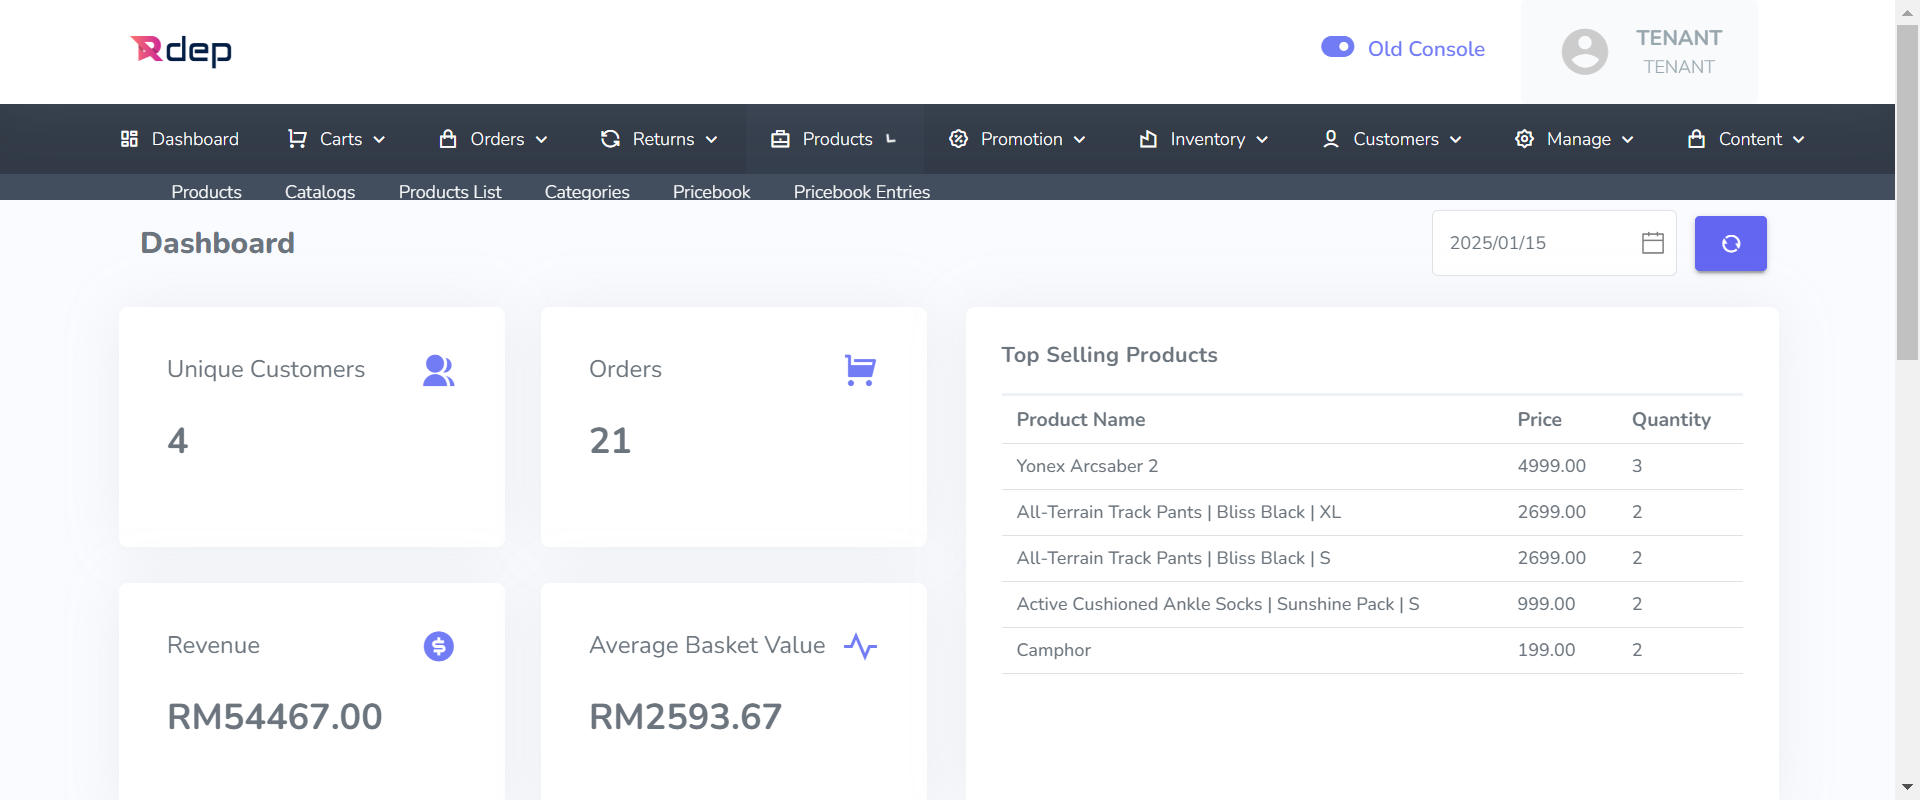 Rdep
Old Console
TENANT
TENANT
Dashboard Carts Orders Returns Products Promotion Inventory Customers Manage Content
Products Catalogs Products List Categories Pricebook Pricebook Entries
Dashboard
2025/01/15
Unique Customers
4
Orders
21
Revenue
RM54467.00
Average Basket Value
RM2593.67
Top Selling Products
Product Name Price Quantity
Yonex Arcsaber 2 4999.00 3
All-Terrain Track Pants | Bliss Black | XL 2699.00 2
All-Terrain Track Pants | Bliss Black | S 2699.00 2
Active Cushioned Ankle Socks | Sunshine Pack | S 999.00 2
Camphor 199.00 2